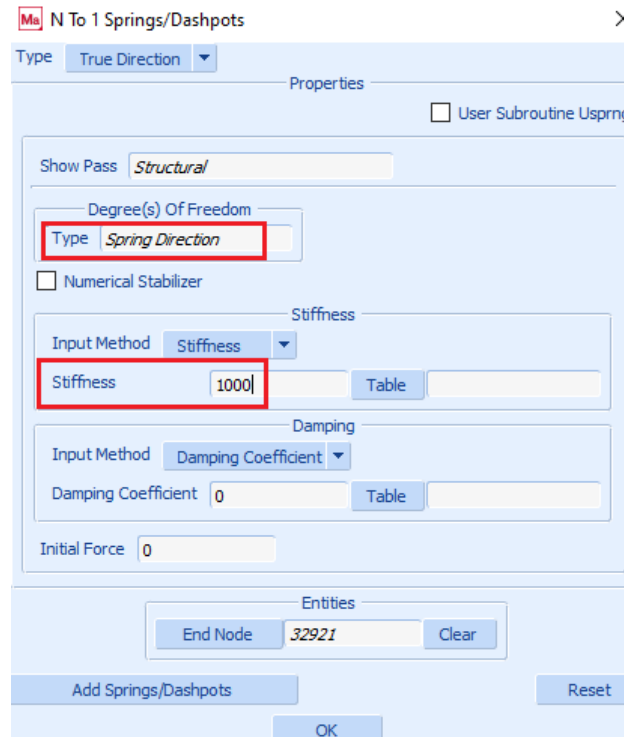 Ma N To 1 Springs/Dashpots
Type True Direction
Properties
User Subroutine Usprng
Show Pass Structural
Degree(s) Of Freedom
Type Spring Direction
Numerical Stabilizer
Stiffness
Input Method Stiffness
Stiffness 1000 Table
Damping
Input Method Damping Coefficient
Damping Coefficient 0 Table
Initial Force 0
Entities
End Node 32921 Clear
Add Springs/Dashpots Reset
OK